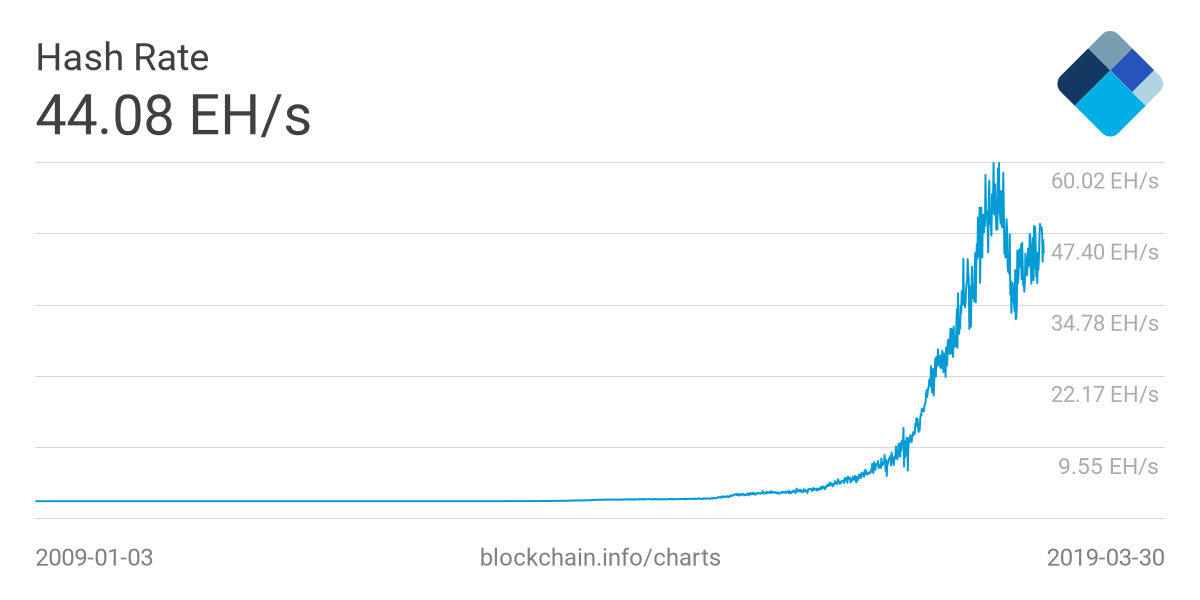 Hash Rate
44.08 EH/s
60.02 EH/s
47.40 EH/s
34.78 EH/s
22.17 EH/s
9.55 EH/s
2009-01-03
blockchain.info/charts
2019-03-30